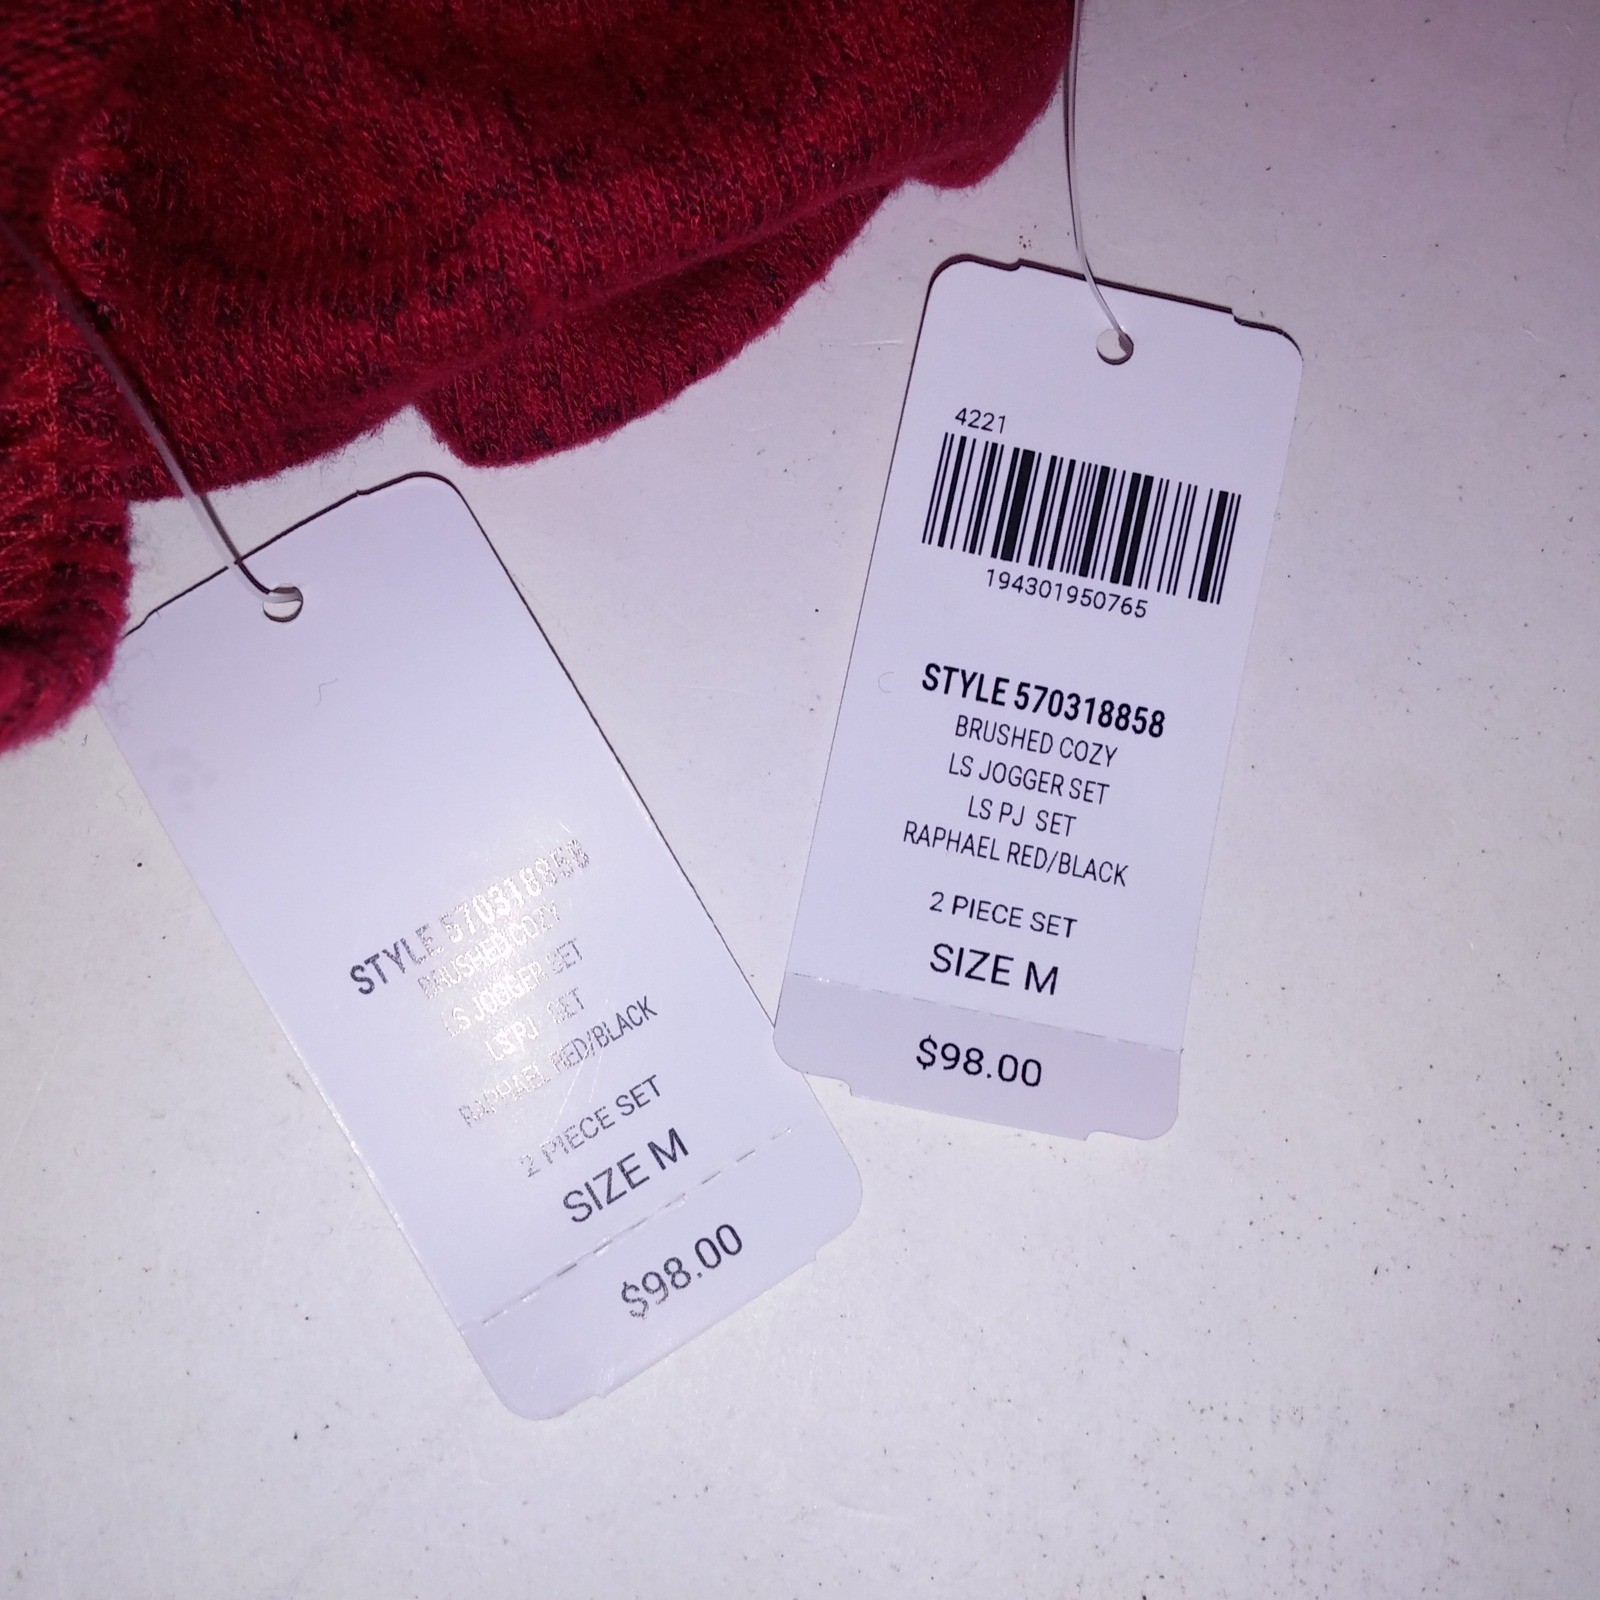 4221
194301950765
STYLE 570318858
BRUSHED COZY
LS JOGGER SET
LS PJ SET
RAPHAEL RED/BLACK
2 PIECE SET
SIZE M
$98.00
STYLE 570318858
BRUSHED COZY
LS JOGGER SET
LS PJ SET
RAPHAEL RED/BLACK
2 PIECE SET
SIZE M
$98.00